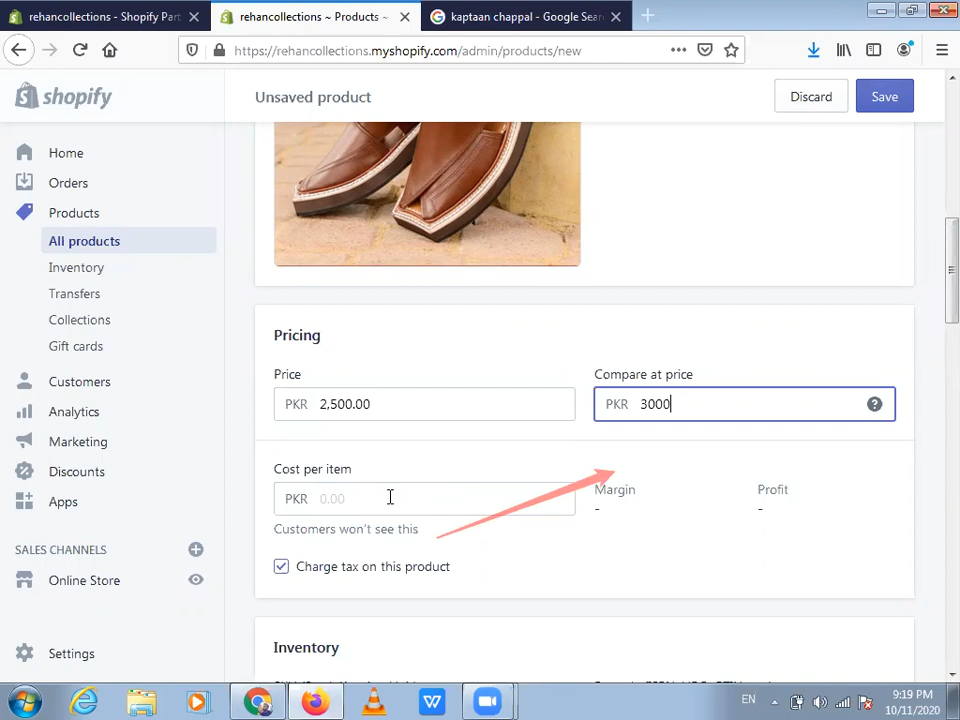 rehancollections - Shopify Part
rehancollections ~ Products ~
kaptaan chappal - Google Sear
https://rehancollections.myshopify.com/admin/products/new
shopify
Unsaved product
Discard
Save
Home
Orders
Products
All products
Inventory
Transfers
Collections
Gift cards
Customers
Analytics
Marketing
Discounts
Apps
SALES CHANNELS
Online Store
Settings
Pricing
Price
Compare at price
PKR 2,500.00
PKR 3000
Cost per item
PKR 0.00
Margin
Profit
-
-
Customers won't see this
Charge tax on this product
Inventory
EN
9:19 PM
10/11/2020